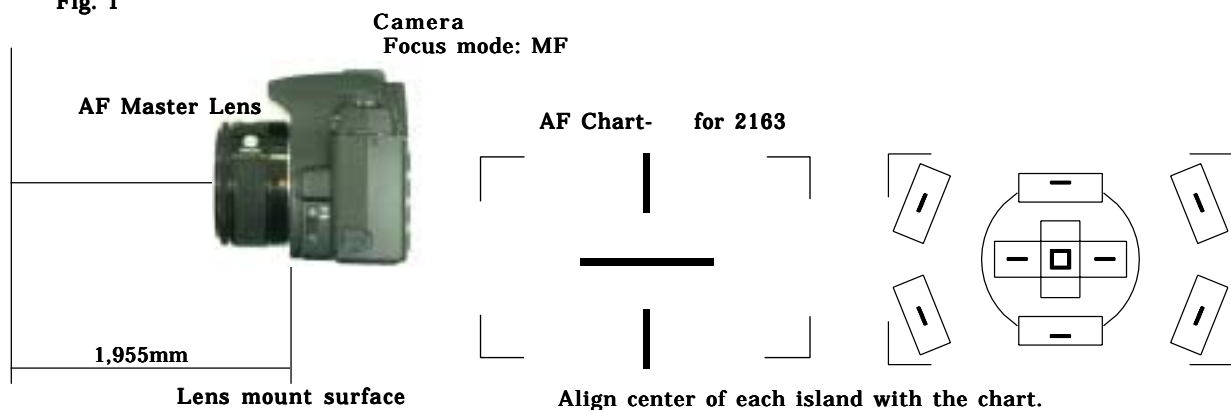 Fig. 1
Camera
Focus mode: MF
AF Master Lens
AF Chart- for 2163
1,955mm
Lens mount surface
Align center of each island with the chart.